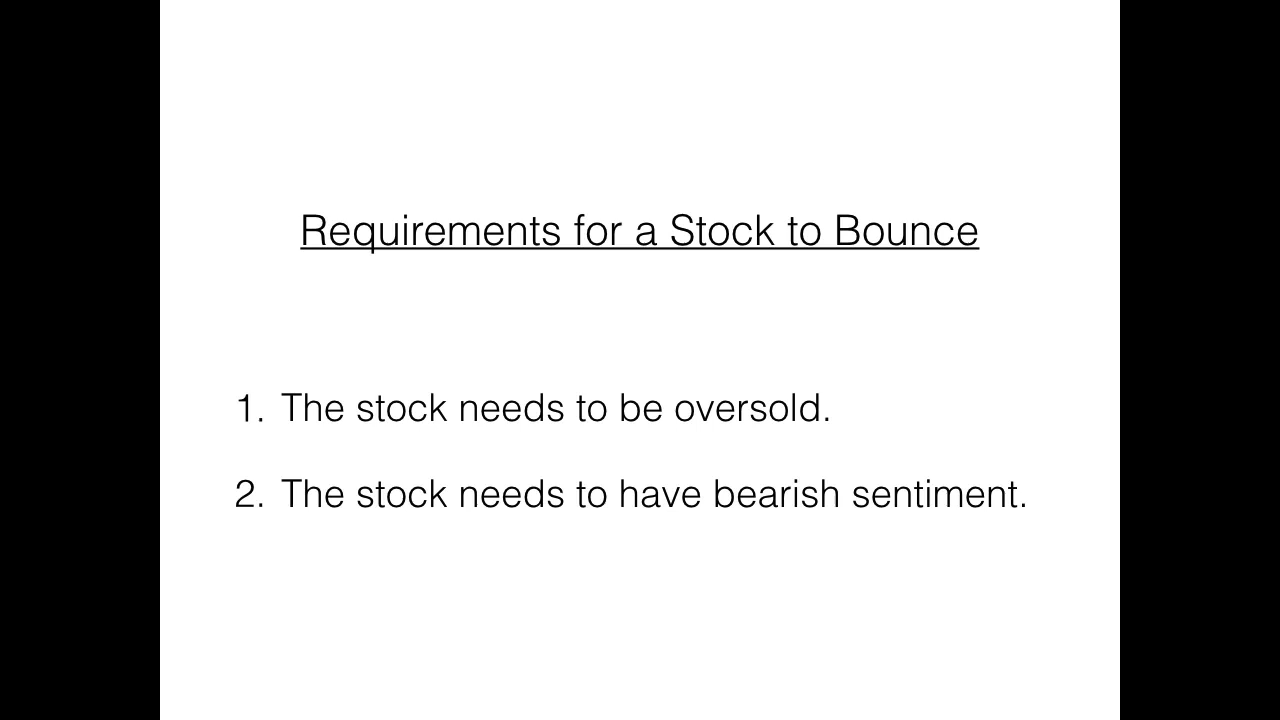 Requirements for a Stock to Bounce
1. The stock needs to be oversold.
2. The stock needs to have bearish sentiment.